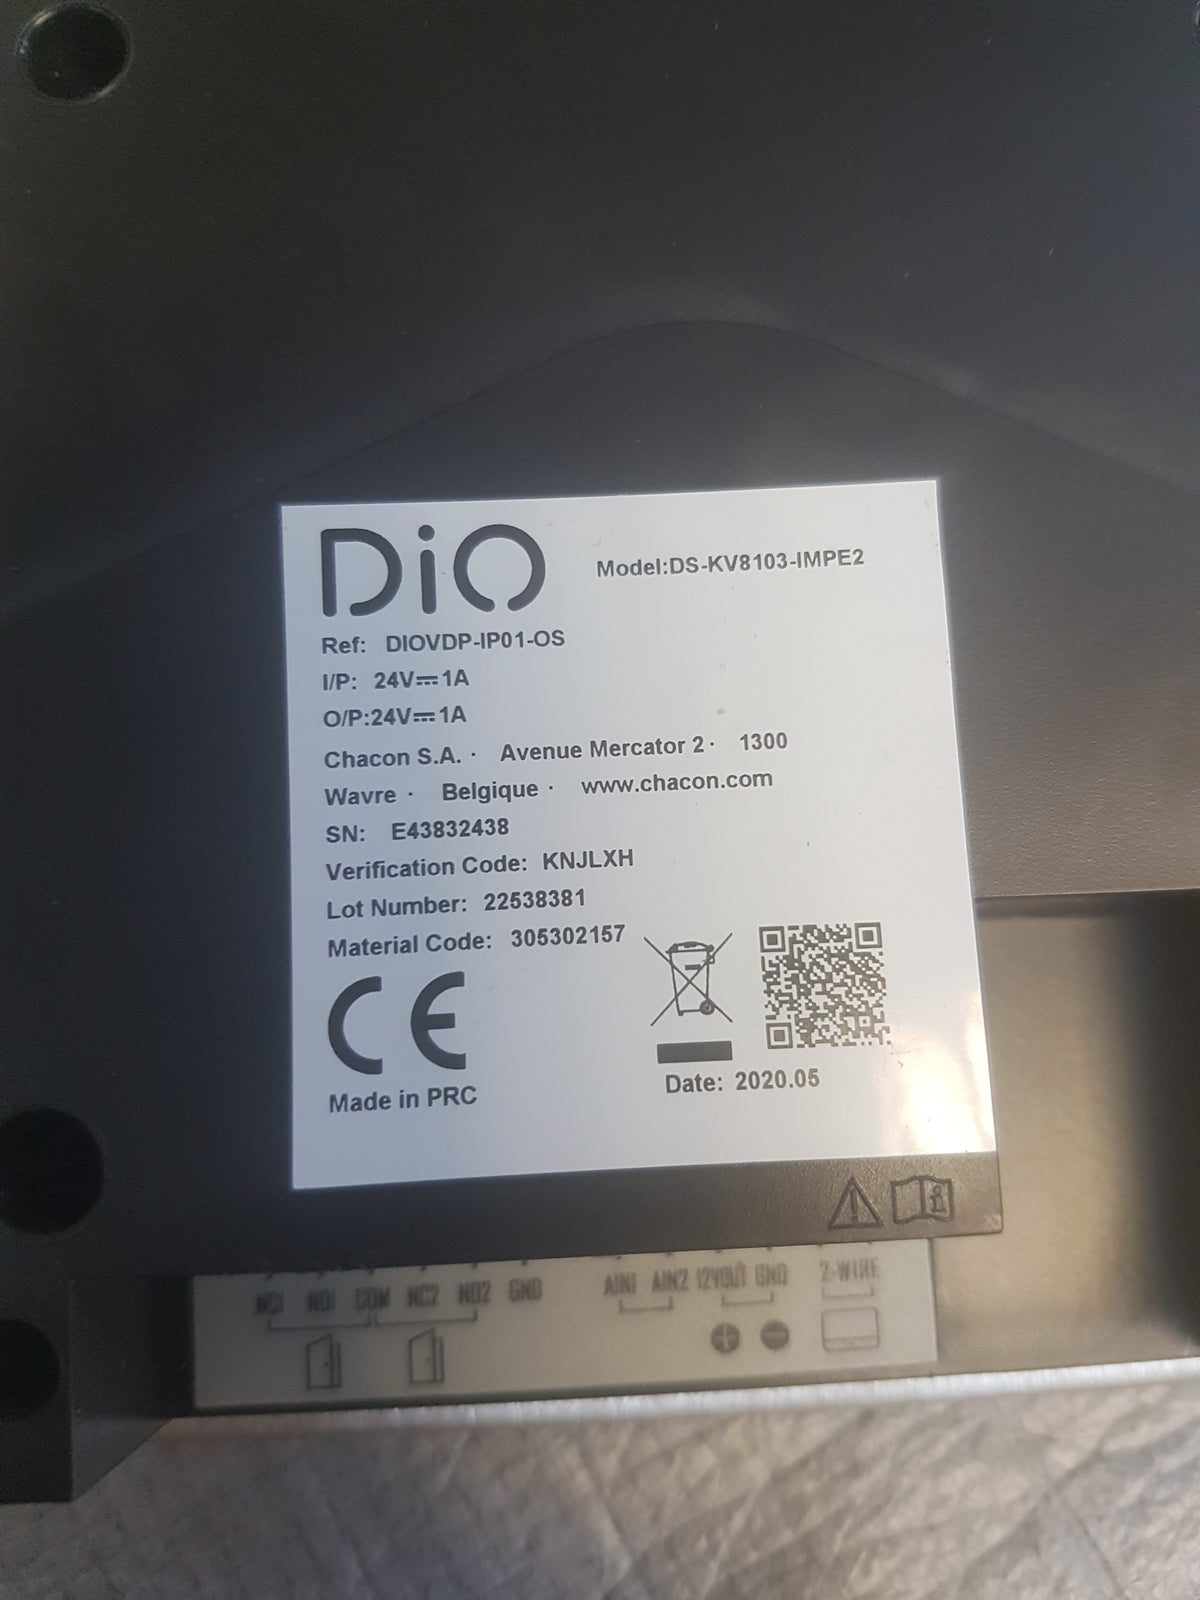 DiO
Model:DS-KV8103-IMPE2
Ref: DIOVDP-IP01-OS
I/P: 24V⎓1A
O/P:24V⎓1A
Chacon S.A. · Avenue Mercator 2 · 1300
Wavre · Belgique · www.chacon.com
SN: E43832438
Verification Code: KNJLXH
Lot Number: 22538381
Material Code: 305302157
CE
Made in PRC
Date: 2020.05
NC1 NO1 COM NC2 NO2 GND AIN1 AIN2 12VOUT GND 2-WIRE